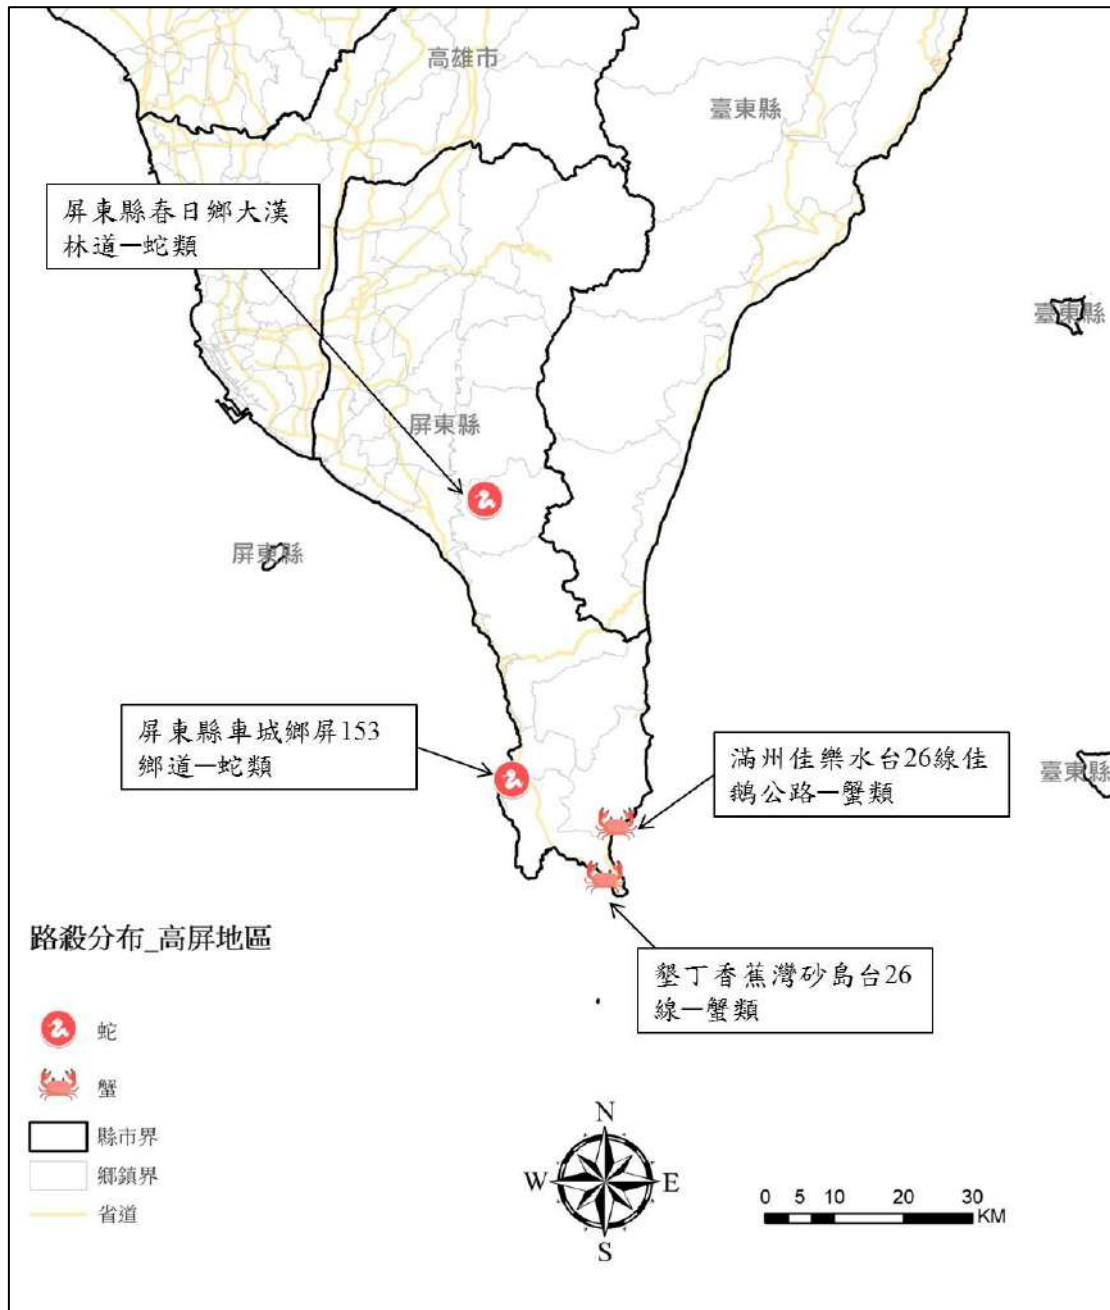 高雄市
臺東縣
屏東縣春日鄉大漢
林道—蛇類
臺東縣
屏東縣
屏東縣
屏東縣車城鄉屏153
鄉道—蛇類
滿州佳樂水台26線佳
鵝公路—蟹類
臺東縣
路殺分布_高屏地區
墾丁香蕉灣砂島台26
線—蟹類
蛇
蟹
縣市界
鄉鎮界
省道
N
W
E
S
0 5 10 20 30
KM